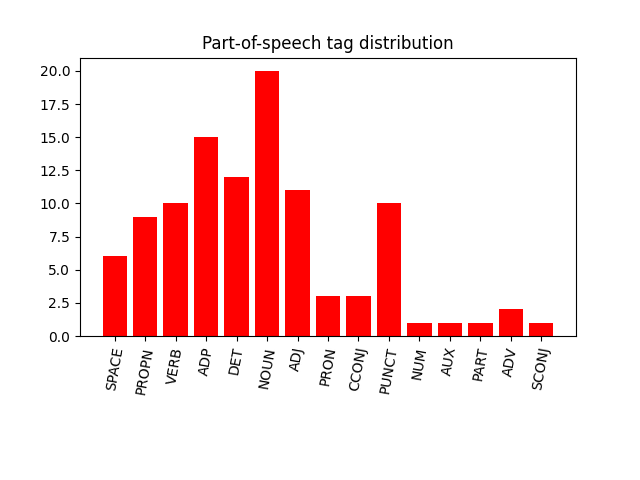 Part-of-speech tag distribution
20.0
17.5
15.0
12.5
10.0
7.5
5.0
2.5
0.0
SPACE
PROPN
VERB
ADP
DET
NOUN
ADJ
PRON
CCONJ
PUNCT
NUM
AUX
PART
ADV
SCONJ